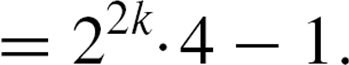 = 2^{2k} · 4 − 1.